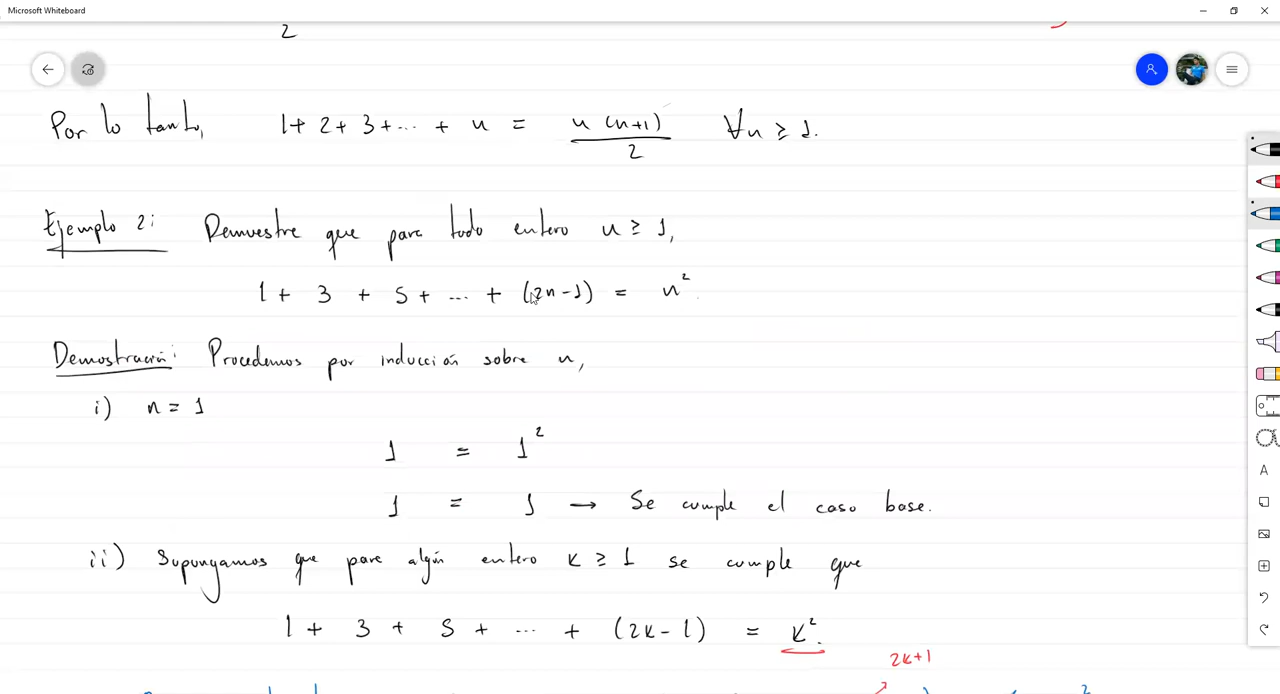 Microsoft Whiteboard
2
Por lo tanto, 1 + 2 + 3 + ... + n = n (n+1) / 2 ∀n ≥ 1.
Ejemplo 2: Demuestre que para todo entero n ≥ 1,
1 + 3 + 5 + ... + (2n-1) = n²
Demostración: Procedemos por inducción sobre n,
i) n = 1
1 = 1²
1 = 1 → Se cumple el caso base.
ii) Supongamos que para algún entero k ≥ 1 se cumple que
1 + 3 + 5 + ... + (2k - 1) = k².
2k+1